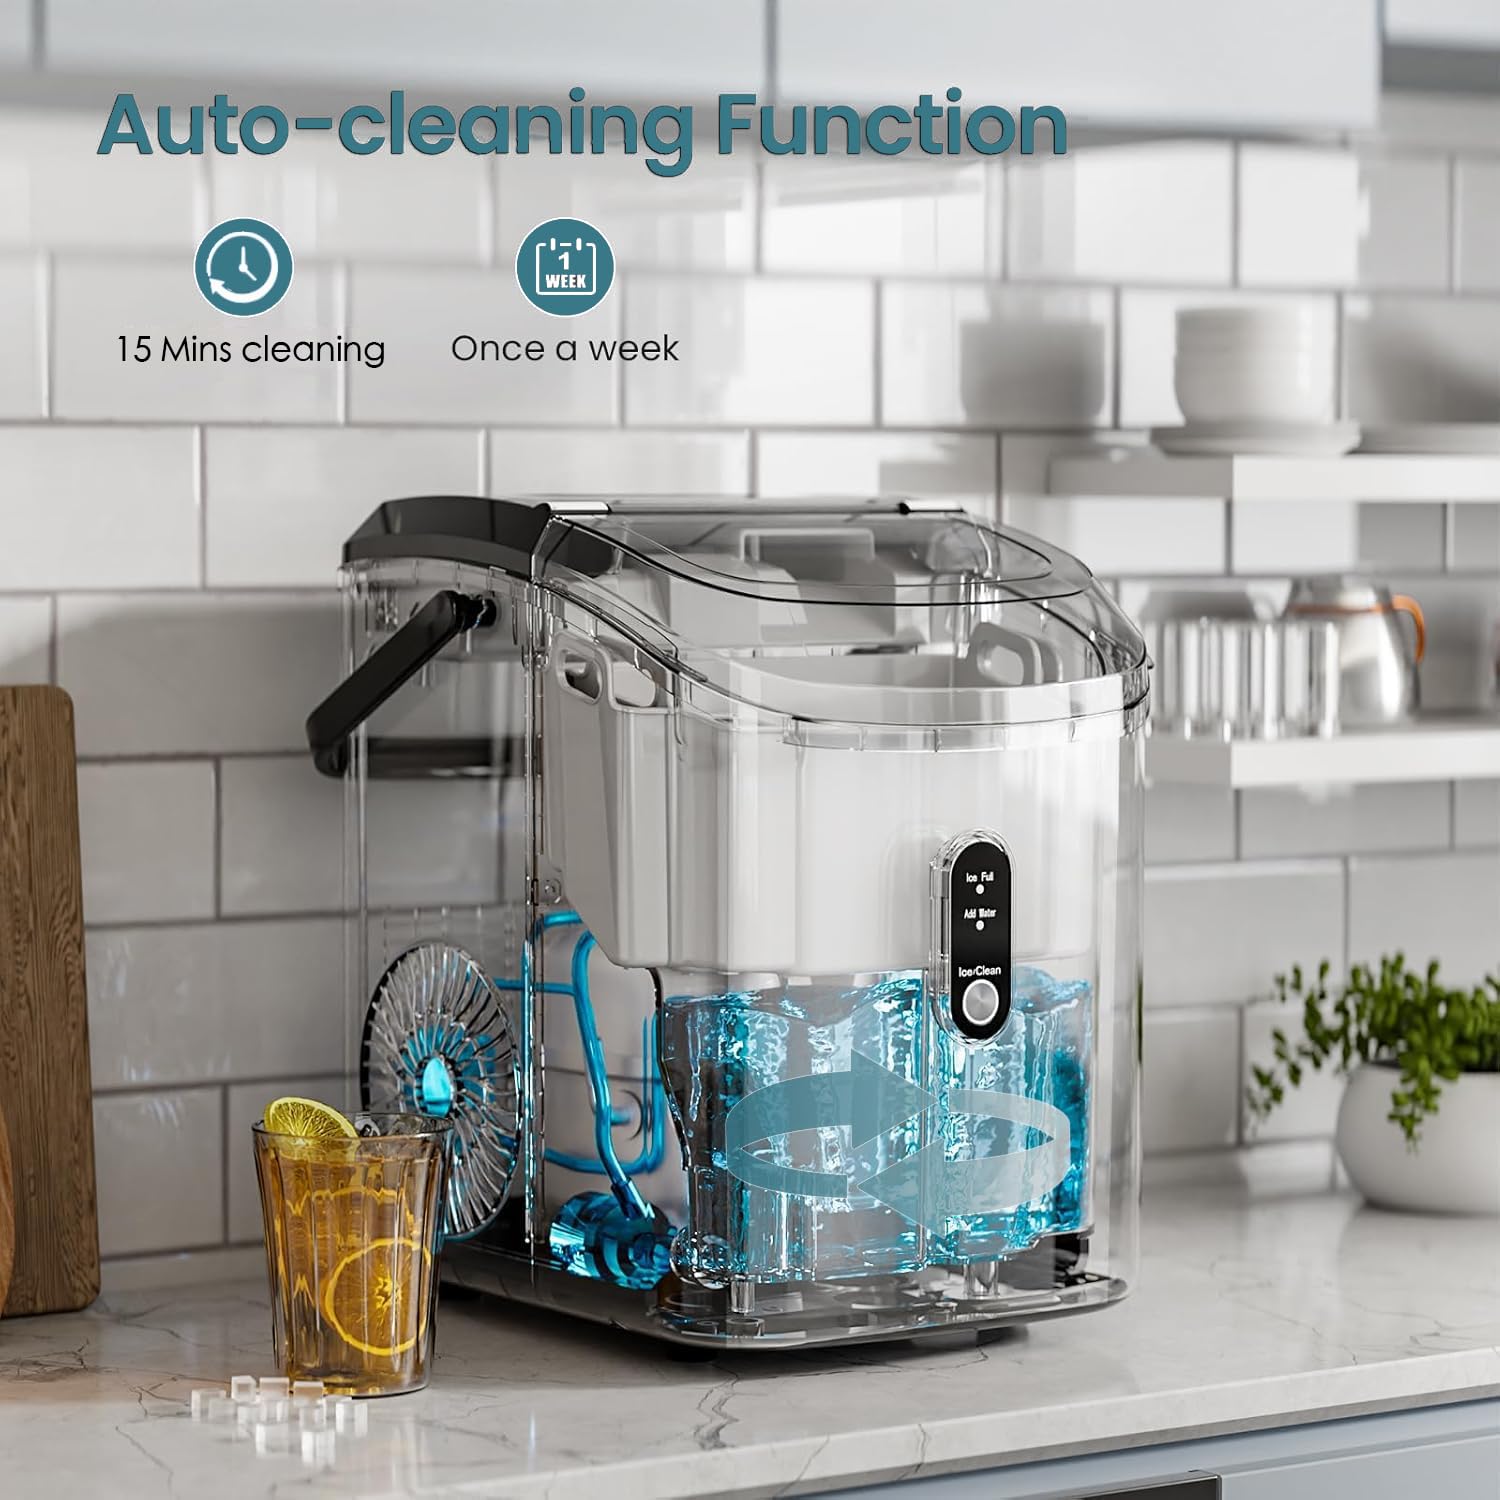 Auto-cleaning Function
1
WEEK
15 Mins cleaning
Once a week
Ice Full
Add Water
Ice/Clean